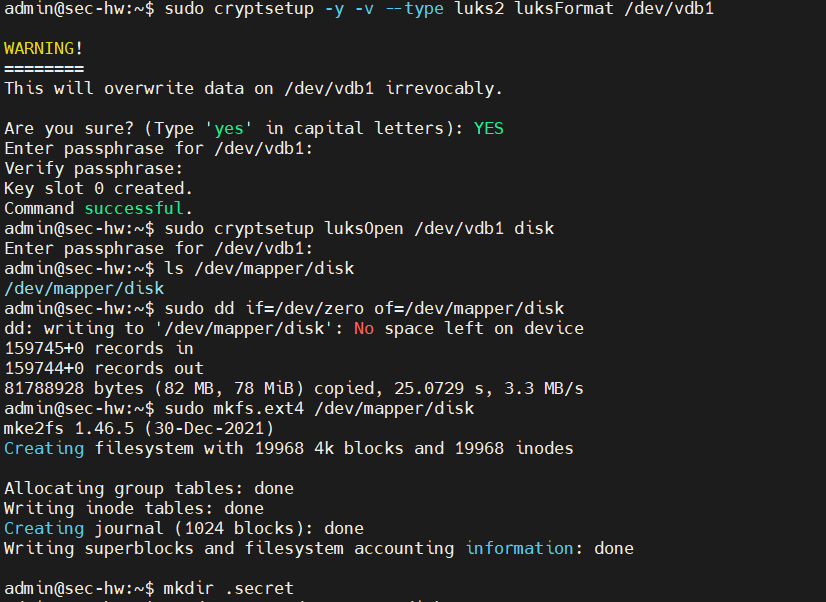 admin@sec-hw:~$ sudo cryptsetup -y -v --type luks2 luksFormat /dev/vdb1
WARNING!
========
This will overwrite data on /dev/vdb1 irrevocably.
Are you sure? (Type 'yes' in capital letters): YES
Enter passphrase for /dev/vdb1:
Verify passphrase:
Key slot 0 created.
Command successful.
admin@sec-hw:~$ sudo cryptsetup luksOpen /dev/vdb1 disk
Enter passphrase for /dev/vdb1:
admin@sec-hw:~$ ls /dev/mapper/disk
/dev/mapper/disk
admin@sec-hw:~$ sudo dd if=/dev/zero of=/dev/mapper/disk
dd: writing to '/dev/mapper/disk': No space left on device
159745+0 records in
159744+0 records out
81788928 bytes (82 MB, 78 MiB) copied, 25.0729 s, 3.3 MB/s
admin@sec-hw:~$ sudo mkfs.ext4 /dev/mapper/disk
mke2fs 1.46.5 (30-Dec-2021)
Creating filesystem with 19968 4k blocks and 19968 inodes
Allocating group tables: done
Writing inode tables: done
Creating journal (1024 blocks): done
Writing superblocks and filesystem accounting information: done
admin@sec-hw:~$ mkdir .secret